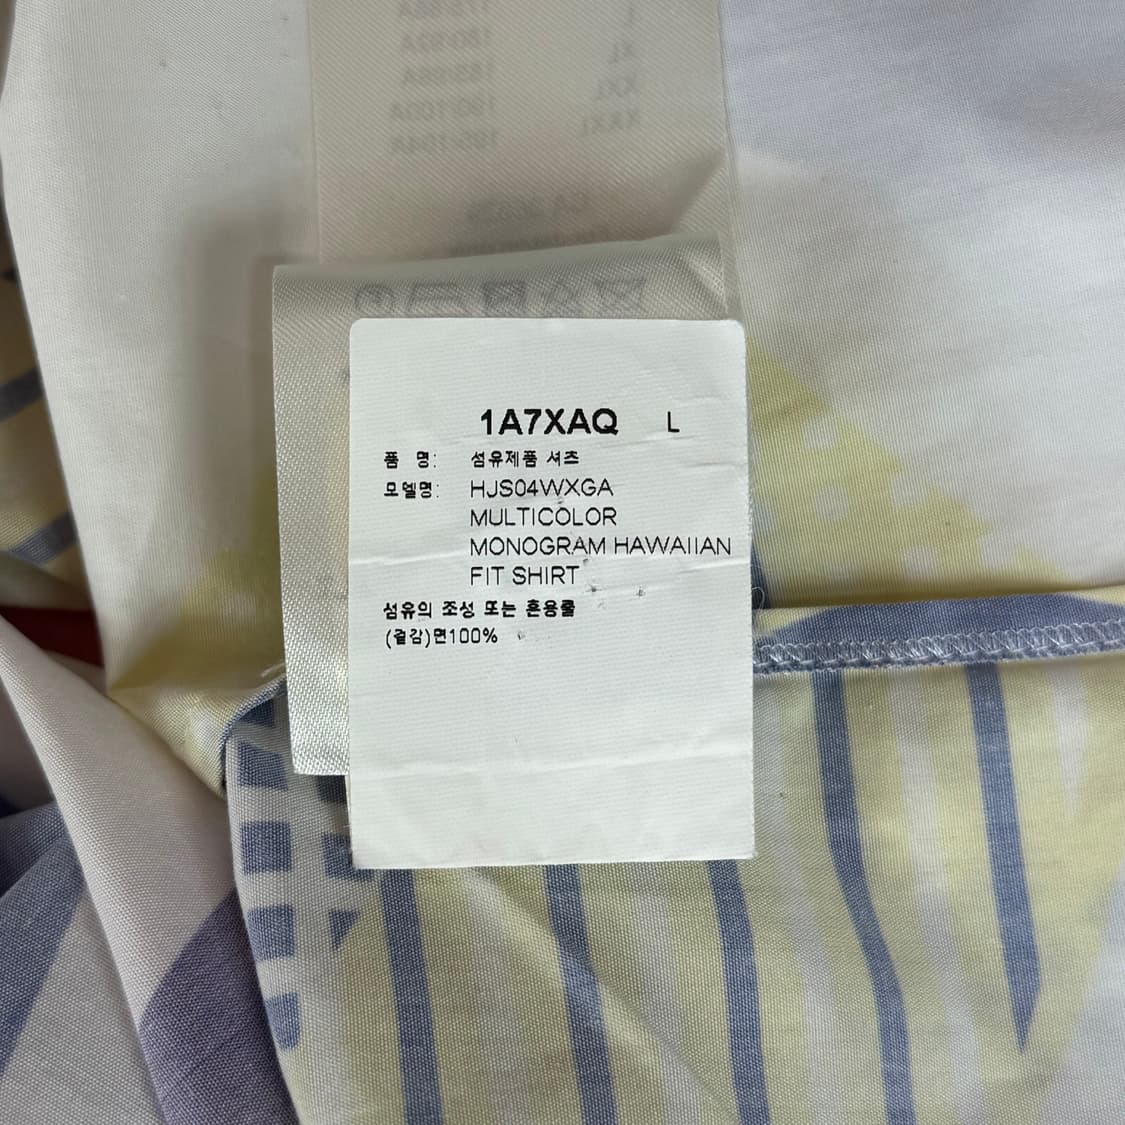 1A7XAQ L
품 명: 섬유제품 셔츠
모델명: HJS04WXGA
MULTICOLOR
MONOGRAM HAWAIIAN
FIT SHIRT
섬유의 조성 또는 혼용률
(겉감)면100%